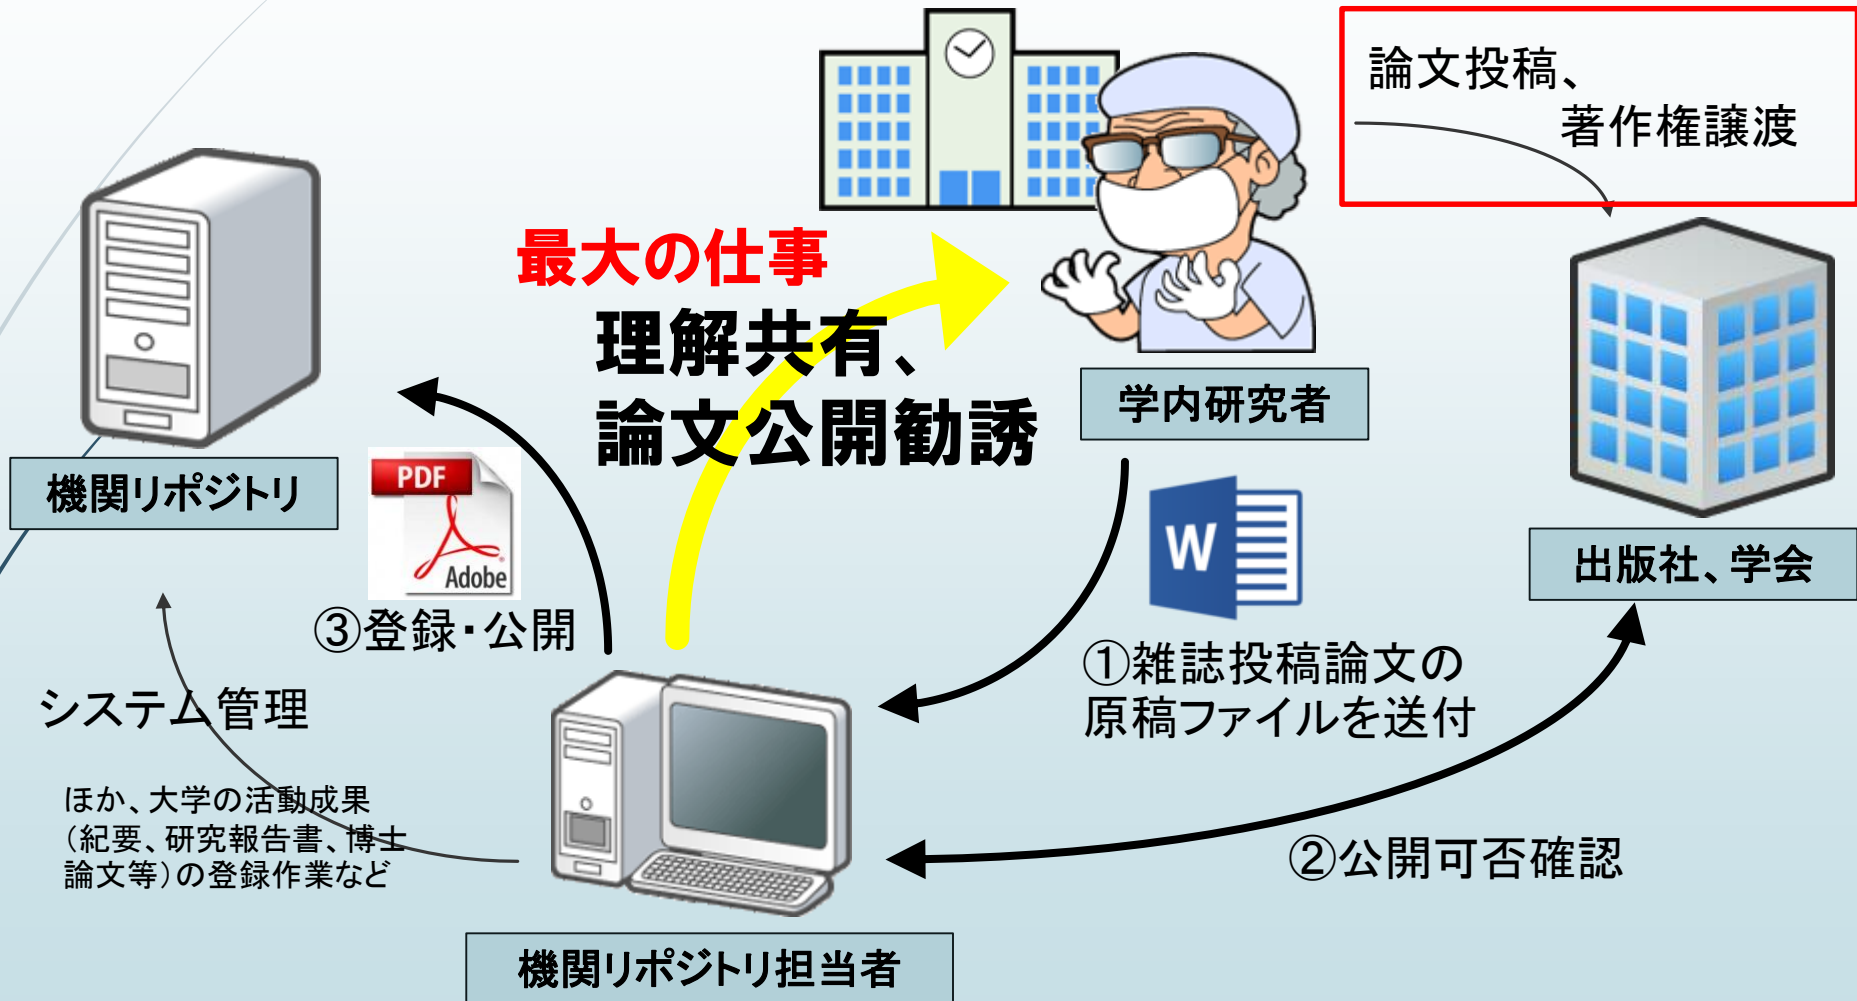 論文投稿、
著作権譲渡
最大の仕事
理解共有、
論文公開勧誘
学内研究者
機関リポジトリ
PDF
Adobe
W
出版社、学会
③登録・公開
①雑誌投稿論文の
原稿ファイルを送付
システム管理
ほか、大学の活動成果
（紀要、研究報告書、博士
論文等）の登録作業など
②公開可否確認
機関リポジトリ担当者